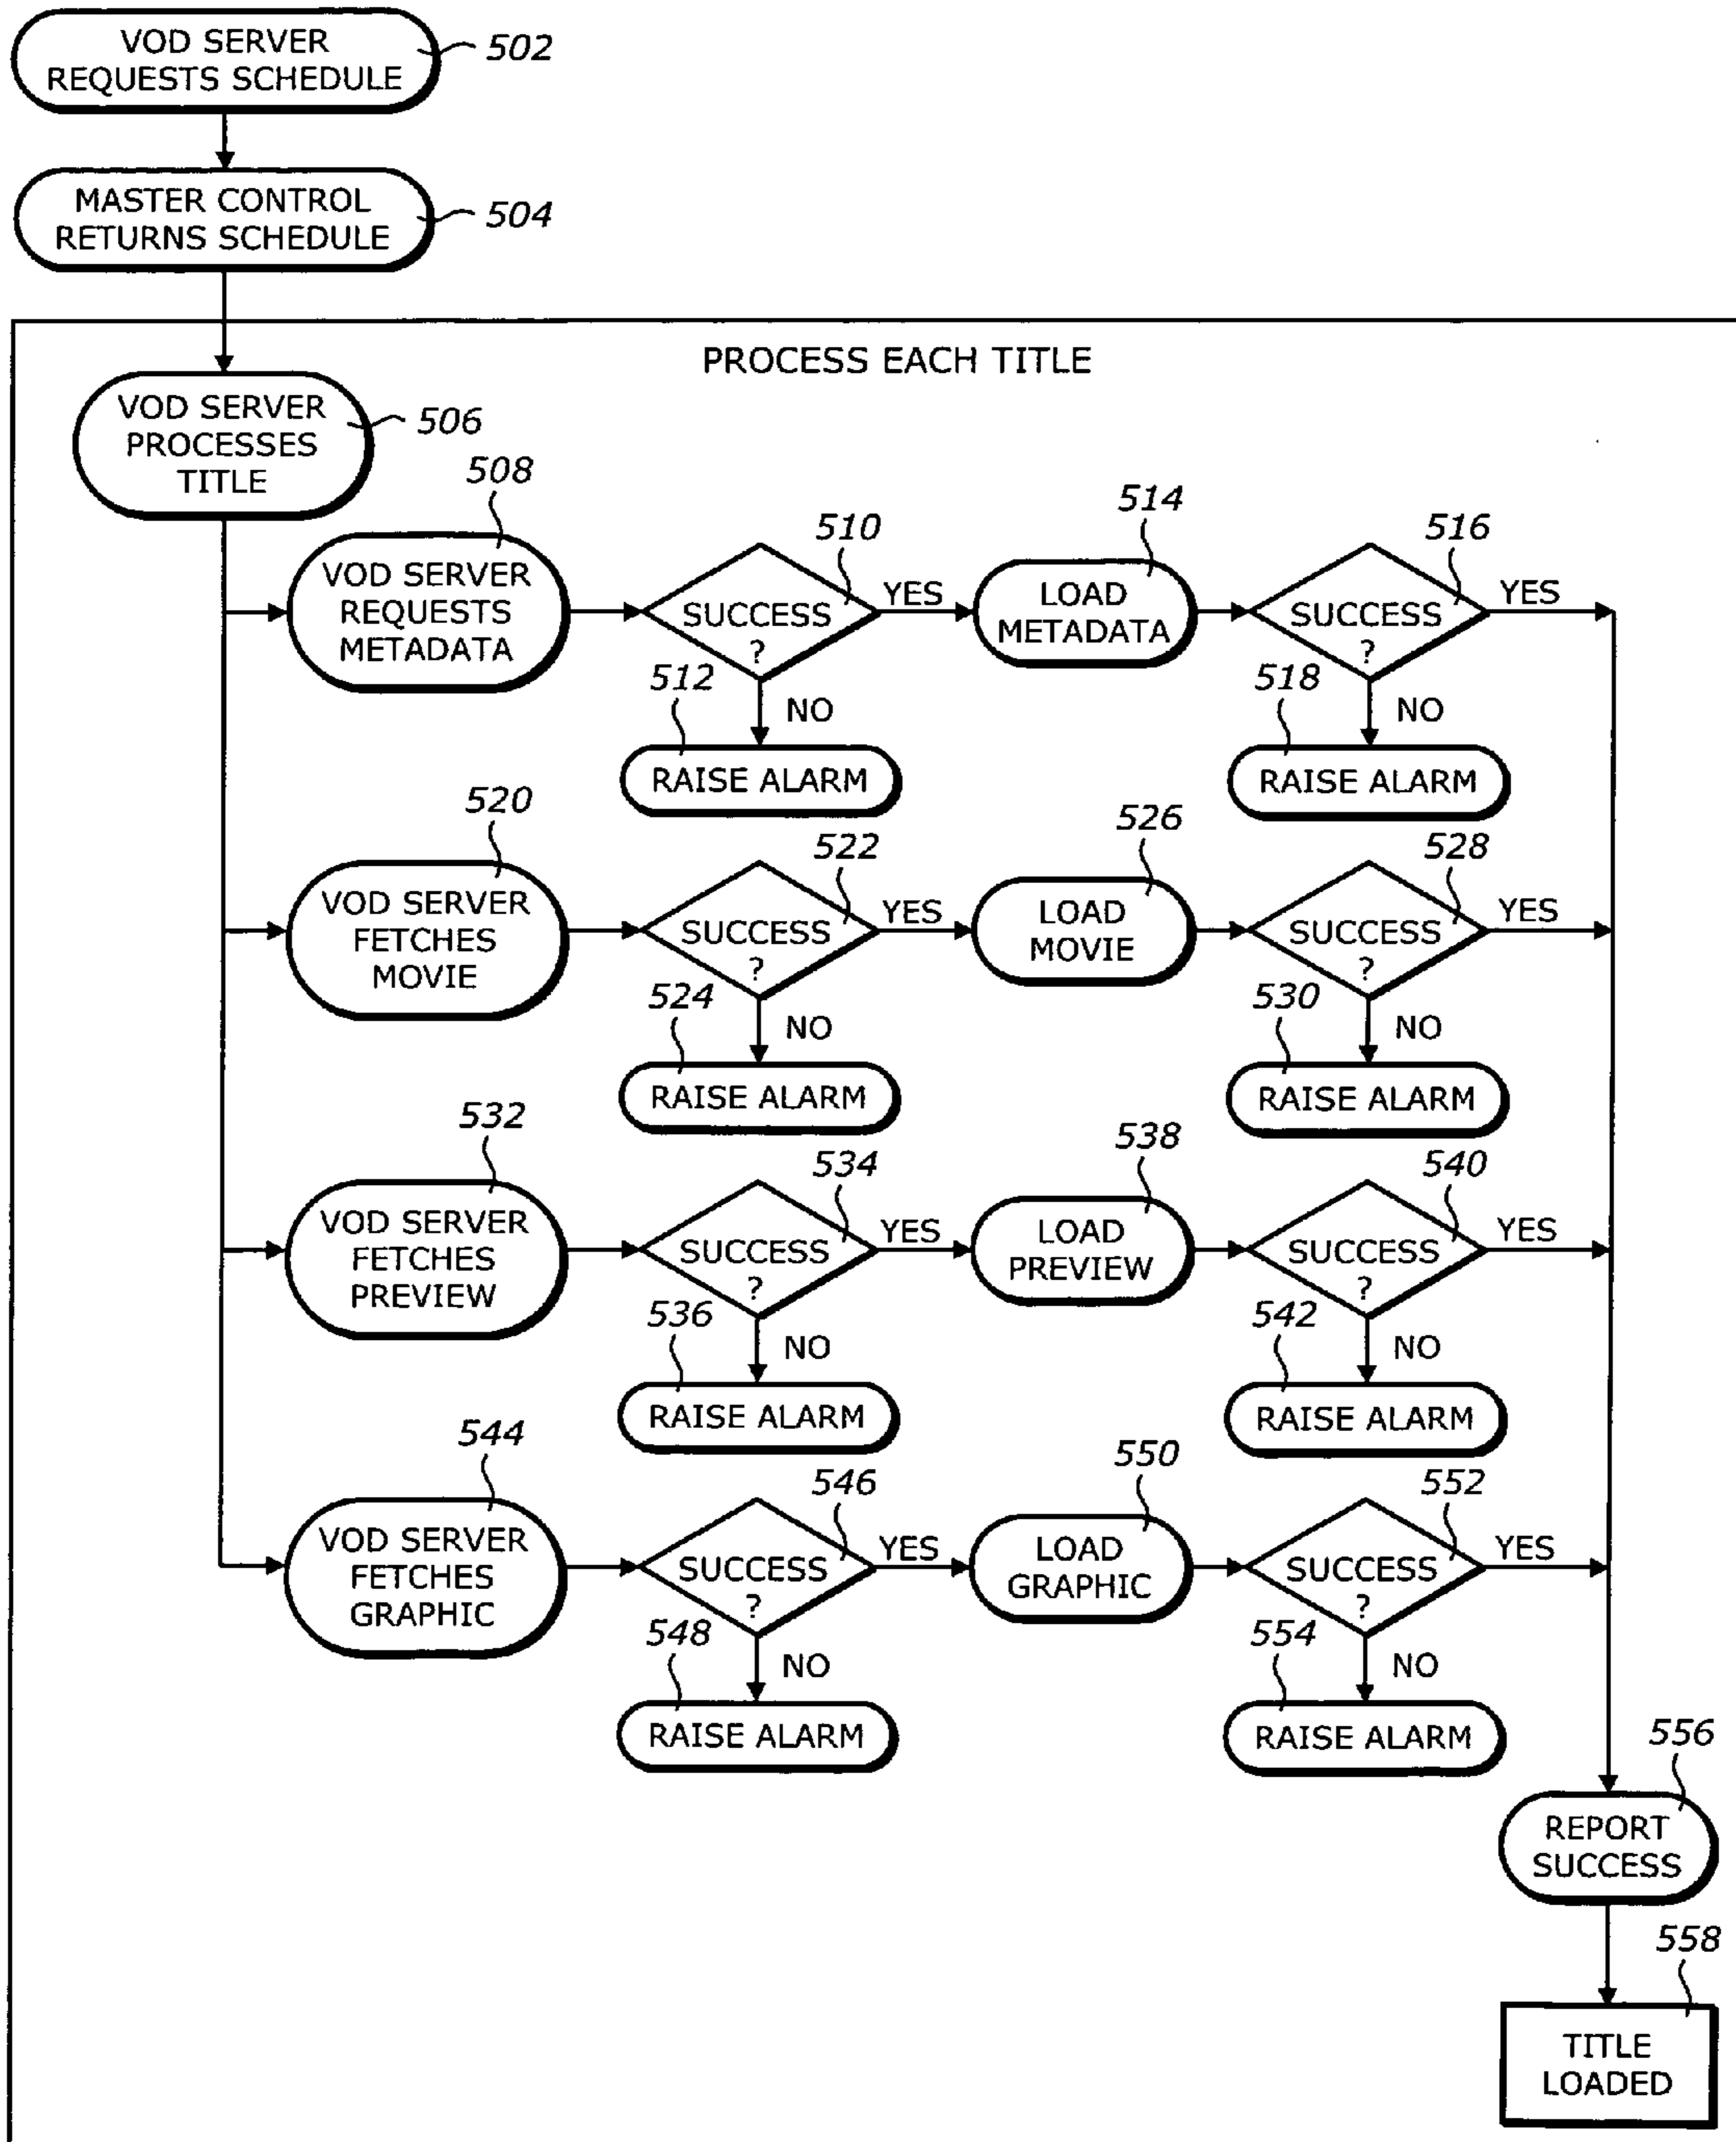 VOD SERVER
REQUESTS SCHEDULE
502
MASTER CONTROL
RETURNS SCHEDULE
504
PROCESS EACH TITLE
VOD SERVER
PROCESSES
TITLE
506
508
VOD SERVER
REQUESTS
METADATA
510
SUCCESS
?
YES
514
LOAD
METADATA
516
SUCCESS
?
YES
512
NO
RAISE ALARM
518
NO
RAISE ALARM
520
VOD SERVER
FETCHES
MOVIE
522
SUCCESS
?
YES
526
LOAD
MOVIE
528
SUCCESS
?
YES
524
NO
RAISE ALARM
530
NO
RAISE ALARM
532
VOD SERVER
FETCHES
PREVIEW
534
SUCCESS
?
YES
538
LOAD
PREVIEW
540
SUCCESS
?
YES
536
NO
RAISE ALARM
542
NO
RAISE ALARM
544
VOD SERVER
FETCHES
GRAPHIC
546
SUCCESS
?
YES
550
LOAD
GRAPHIC
552
SUCCESS
?
YES
548
NO
RAISE ALARM
554
NO
RAISE ALARM
556
REPORT
SUCCESS
558
TITLE
LOADED